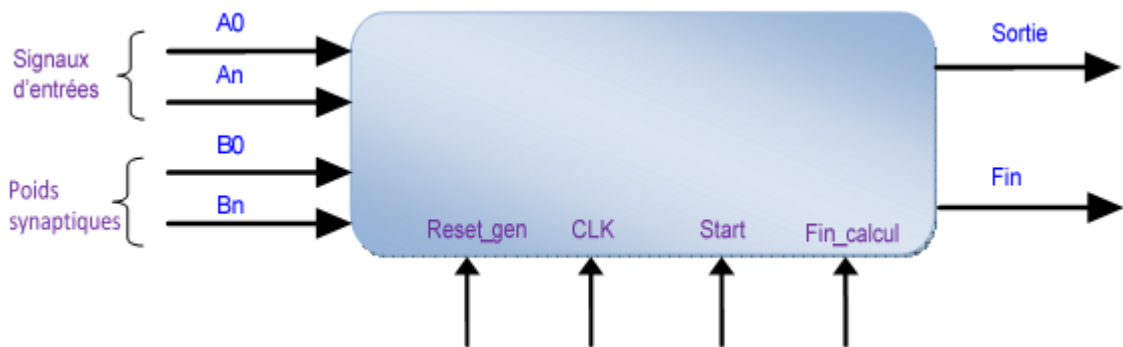 Signaux
d'entrées
A0
An
Poids
synaptiques
B0
Bn
Reset_gen
CLK
Start
Fin_calcul
Sortie
Fin